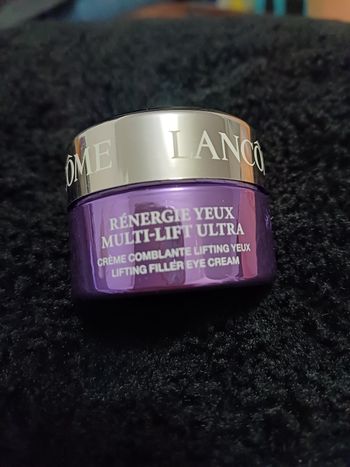 ÔME LANCÔ
RÉNERGIE YEUX
MULTI-LIFT ULTRA
CRÈME COMBLANTE LIFTING YEUX
LIFTING FILLER EYE CREAM